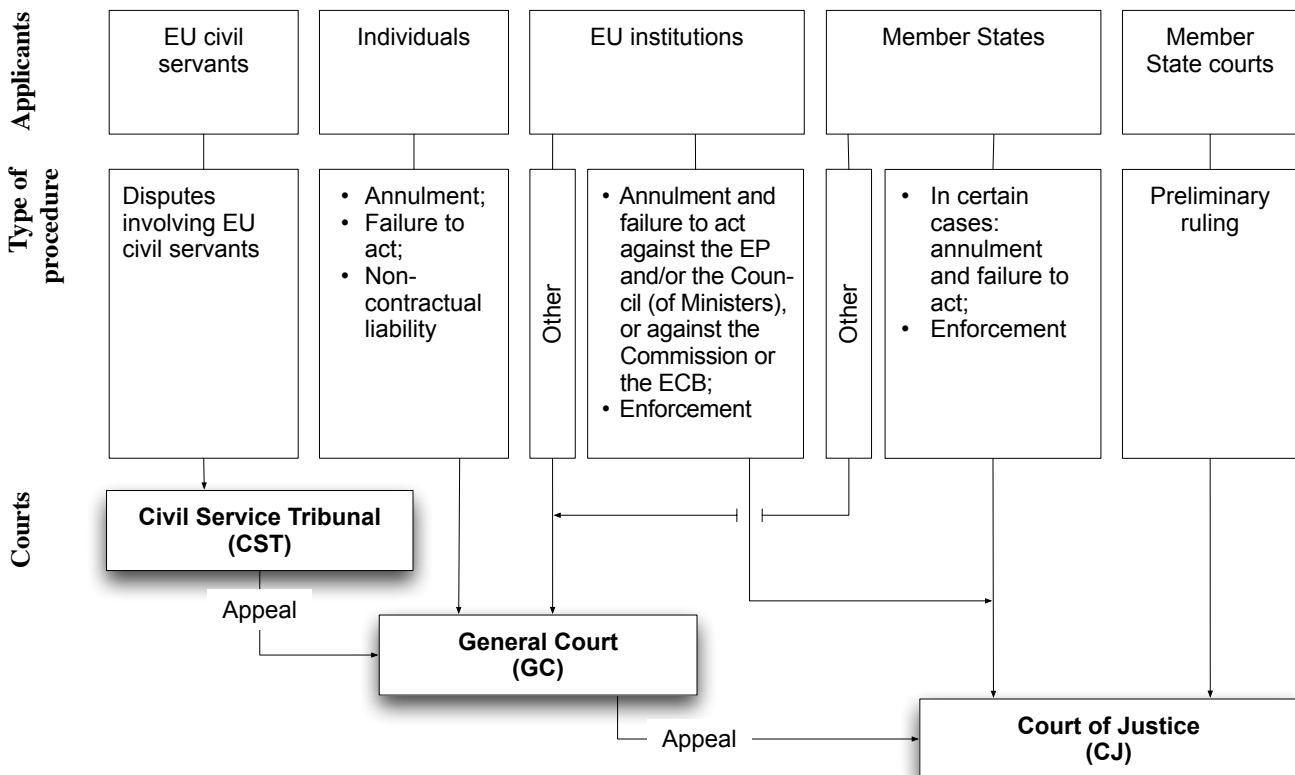 Applicants
EU civil
servants
Individuals
EU institutions
Member States
Member
State courts
Type of
procedure
Disputes
involving EU
civil servants
• Annulment;
• Failure to
act;
• Non-
contractual
liability
Other
• Annulment and
failure to act
against the EP
and/or the Coun-
cil (of Ministers),
or against the
Commission or
the ECB;
• Enforcement
Other
• In certain
cases:
annulment
and failure to
act;
• Enforcement
Preliminary
ruling
Courts
Civil Service Tribunal
(CST)
Appeal
General Court
(GC)
Appeal
Court of Justice
(CJ)